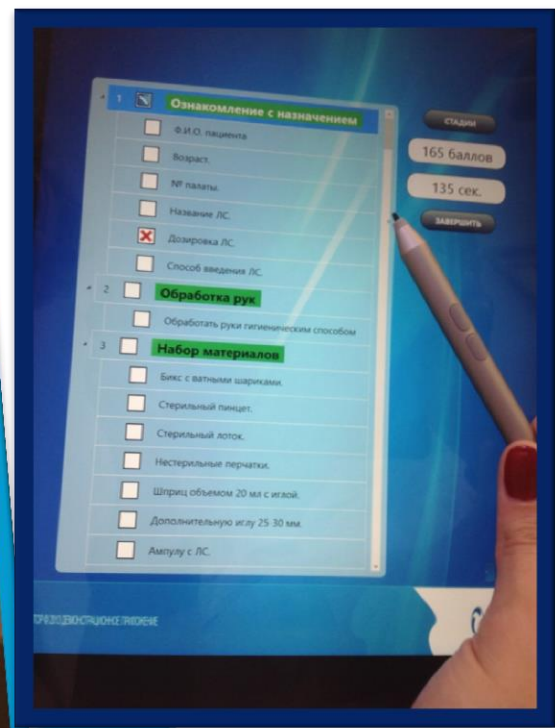 1 Ознакомление с назначением
Ф.И.О. пациента
Возраст.
№ палаты.
Название ЛС.
Дозировка ЛС.
Способ введения ЛС.
2 Обработка рук
Обработать руки гигиеническим способом
3 Набор материалов
Бикс с ватными шариками.
Стерильный пинцет.
Стерильный лоток.
Нестерильные перчатки.
Шприц объемом 20 мл с иглой.
Дополнительную иглу 25-30 мм.
Ампулу с ЛС.
СТАДИИ
165 баллов
135 сек.
ЗАВЕРШИТЬ
ДЕМОНСТРАЦИОННОЕ ПРИЛОЖЕНИЕ